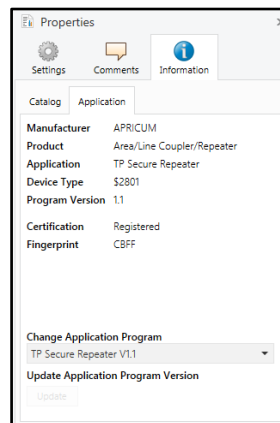 Properties
Settings Comments Information
Catalog Application
Manufacturer APRICUM
Product Area/Line Coupler/Repeater
Application TP Secure Repeater
Device Type $2801
Program Version 1.1
Certification Registered
Fingerprint CBFF
Change Application Program
TP Secure Repeater V1.1
Update Application Program Version
Update